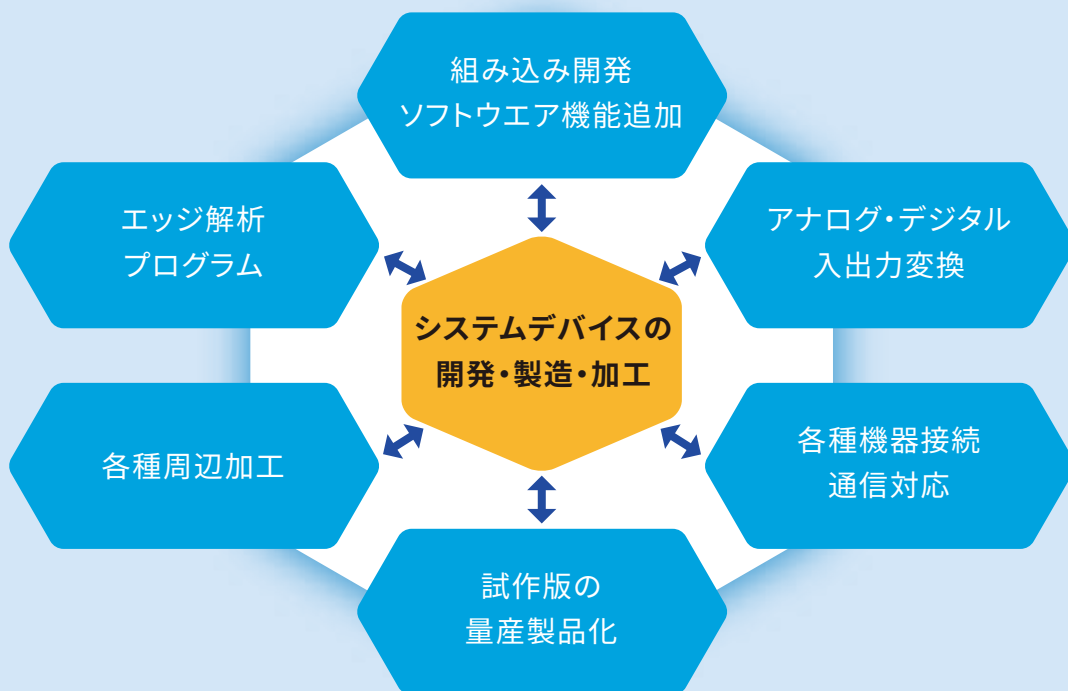 組み込み開発
ソフトウエア機能追加
エッジ解析
プログラム
アナログ・デジタル
入出力変換
システムデバイスの
開発・製造・加工
各種周辺加工
各種機器接続
通信対応
試作版の
量産製品化